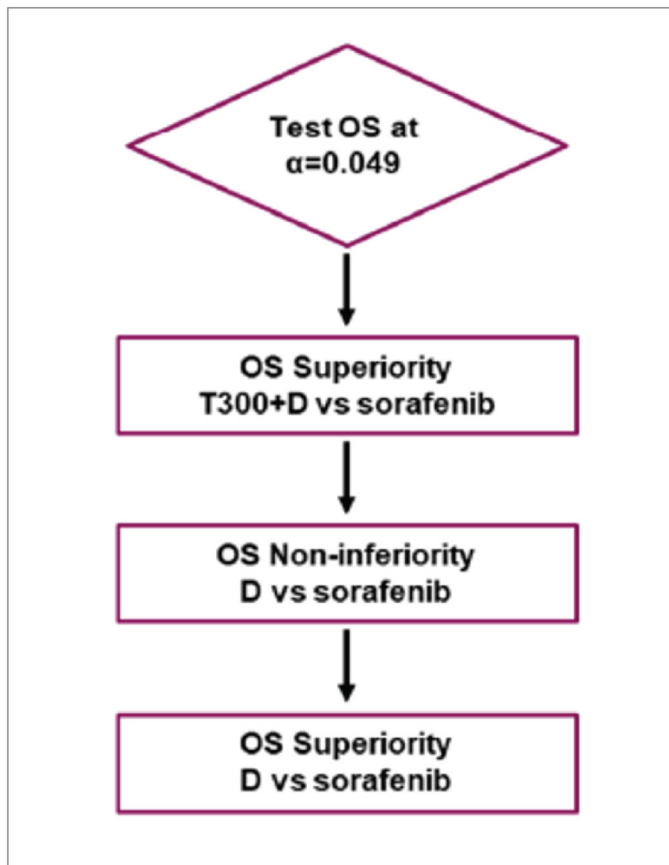 Test OS at
α=0.049
OS Superiority
T300+D vs sorafenib
OS Non-inferiority
D vs sorafenib
OS Superiority
D vs sorafenib